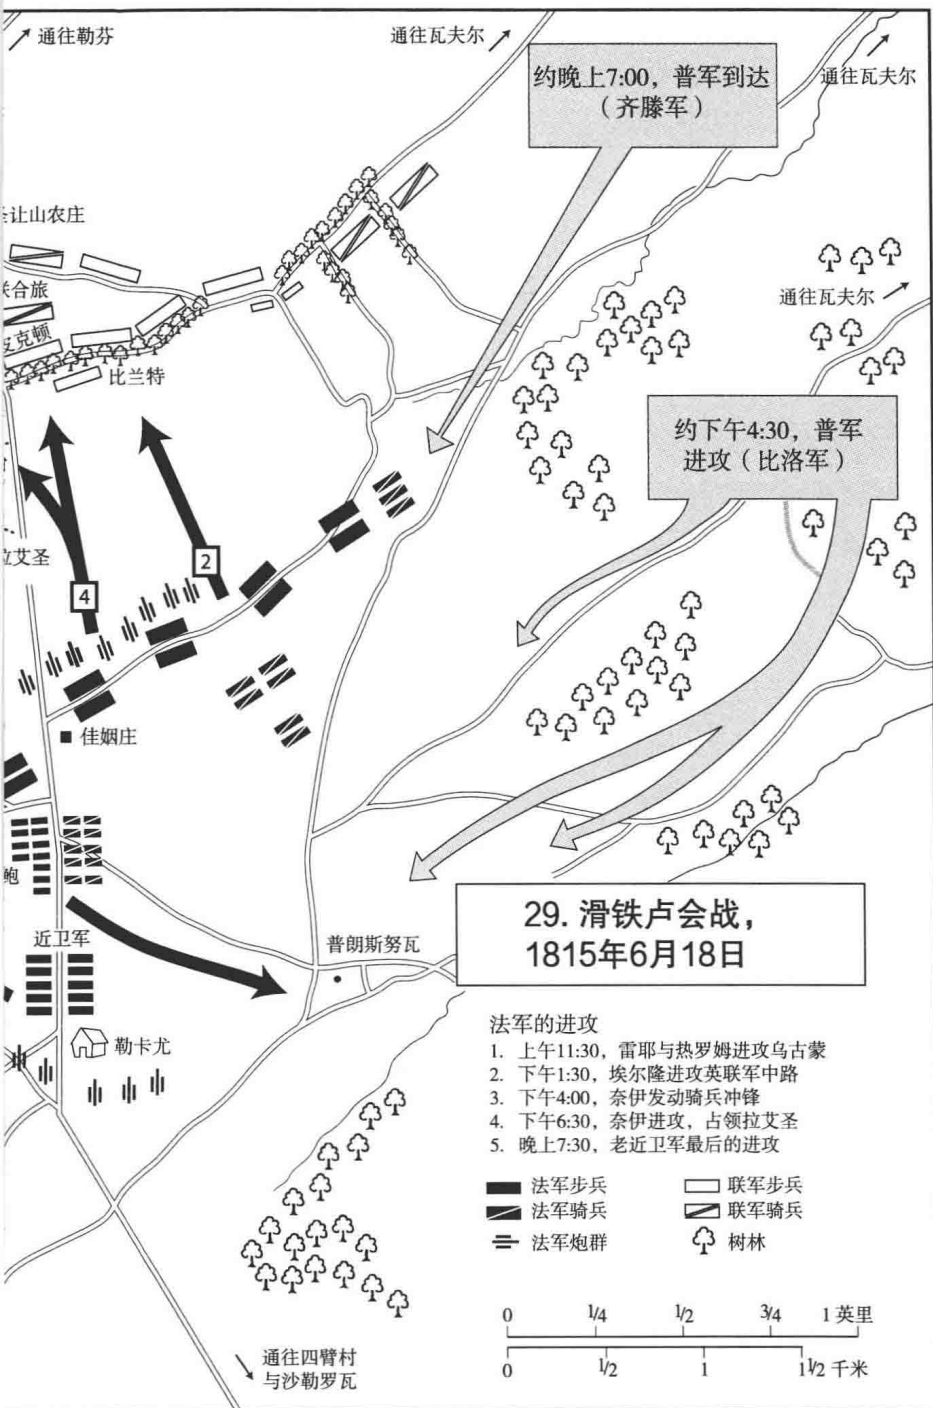 通往勒芬
通往瓦夫尔
通往瓦夫尔
约晚上7:00，普军到达
（齐滕军）
圣让山农庄
联合旅
皮克顿
比兰特
通往瓦夫尔
约下午4:30，普军
进攻（比洛军）
拉艾圣
2
4
佳姻庄
鲍
近卫军
普朗斯努瓦
勒卡尤
29. 滑铁卢会战，
1815年6月18日
法军的进攻
1. 上午11:30，雷耶与热罗姆进攻乌古蒙
2. 下午1:30，埃尔隆进攻英联军中路
3. 下午4:00，奈伊发动骑兵冲锋
4. 下午6:30，奈伊进攻，占领拉艾圣
5. 晚上7:30，老近卫军最后的进攻
法军步兵 联军步兵
法军骑兵 联军骑兵
法军炮群 树林
0 1/4 1/2 3/4 1 英里
0 1/2 1 1 1/2 千米
通往四臂村
与沙勒罗瓦